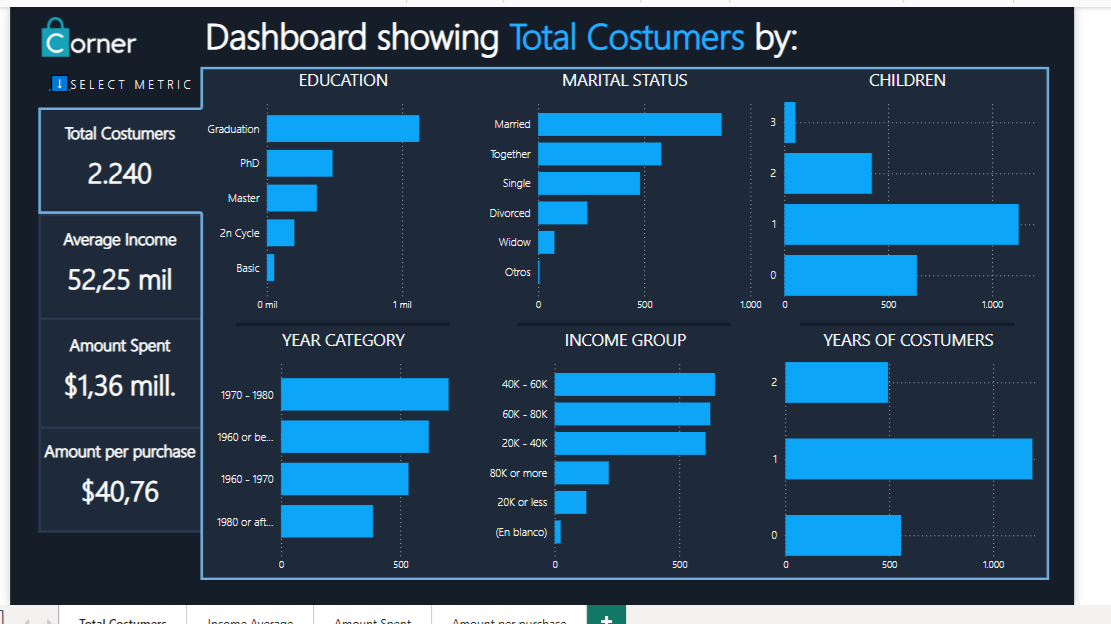 Corner
Dashboard showing Total Costumers by:
SELECT METRIC
Total Costumers
2.240
Average Income
52,25 mil
Amount Spent
$1,36 mill.
Amount per purchase
$40,76
EDUCATION
Graduation
PhD
Master
2n Cycle
Basic
0 mil 1 mil
MARITAL STATUS
Married
Together
Single
Divorced
Widow
Otros
0 500 1.000
CHILDREN
3
2
1
0
0 500 1.000
YEAR CATEGORY
1970 - 1980
1960 or be...
1960 - 1970
1980 or aft...
0 500
INCOME GROUP
40K - 60K
60K - 80K
20K - 40K
80K or more
20K or less
(En blanco)
0 500
YEARS OF COSTUMERS
2
1
0
0 500 1.000
Total Costumers Income Average Amount Spent Amount per purchase +